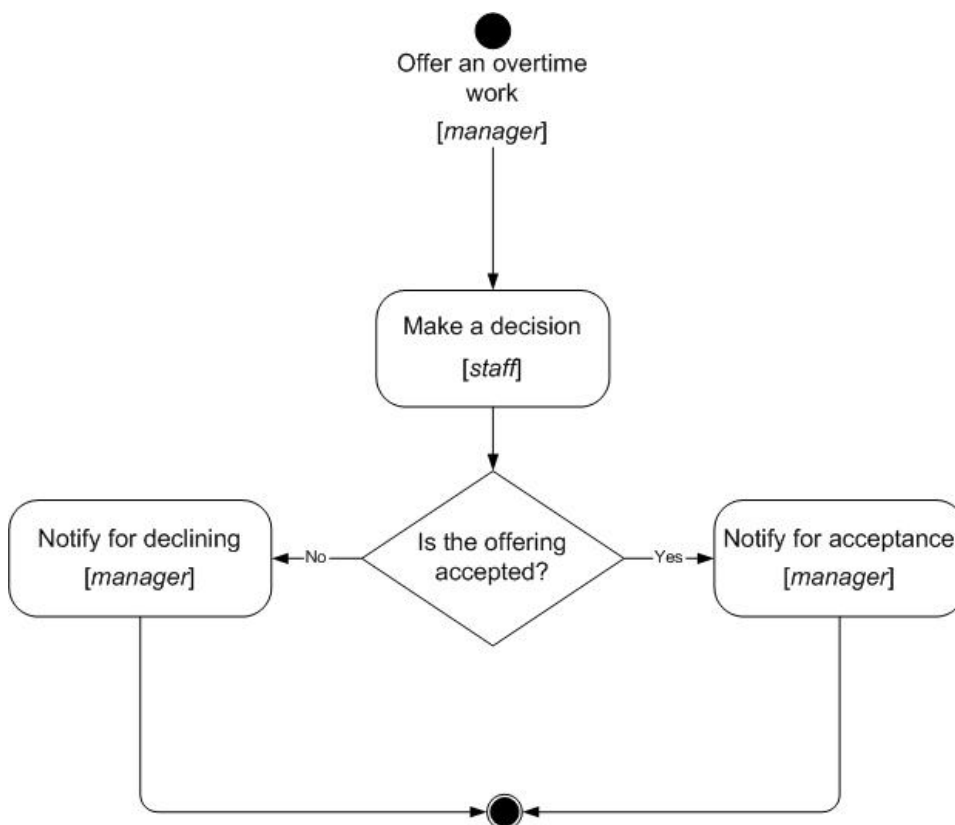 Offer an overtime
work
[manager]
Make a decision
[staff]
Notify for declining
[manager]
No
Is the offering
accepted?
Yes
Notify for acceptance
[manager]